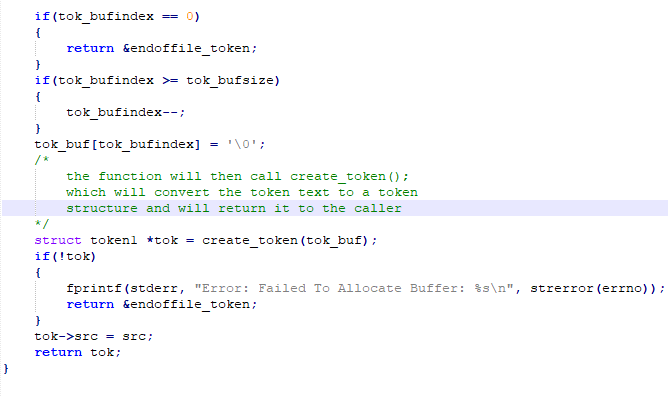 if(tok_bufindex == 0)
{
return &endoffile_token;
}
if(tok_bufindex >= tok_bufsize)
{
tok_bufindex--;
}
tok_buf[tok_bufindex] = '\0';
/*
the function will then call create_token();
which will convert the token text to a token
structure and will return it to the caller
*/
struct token1 *tok = create_token(tok_buf);
if(!tok)
{
fprintf(stderr, "Error: Failed To Allocate Buffer: %s\n", strerror(errno));
return &endoffile_token;
}
tok->src = src;
return tok;
}